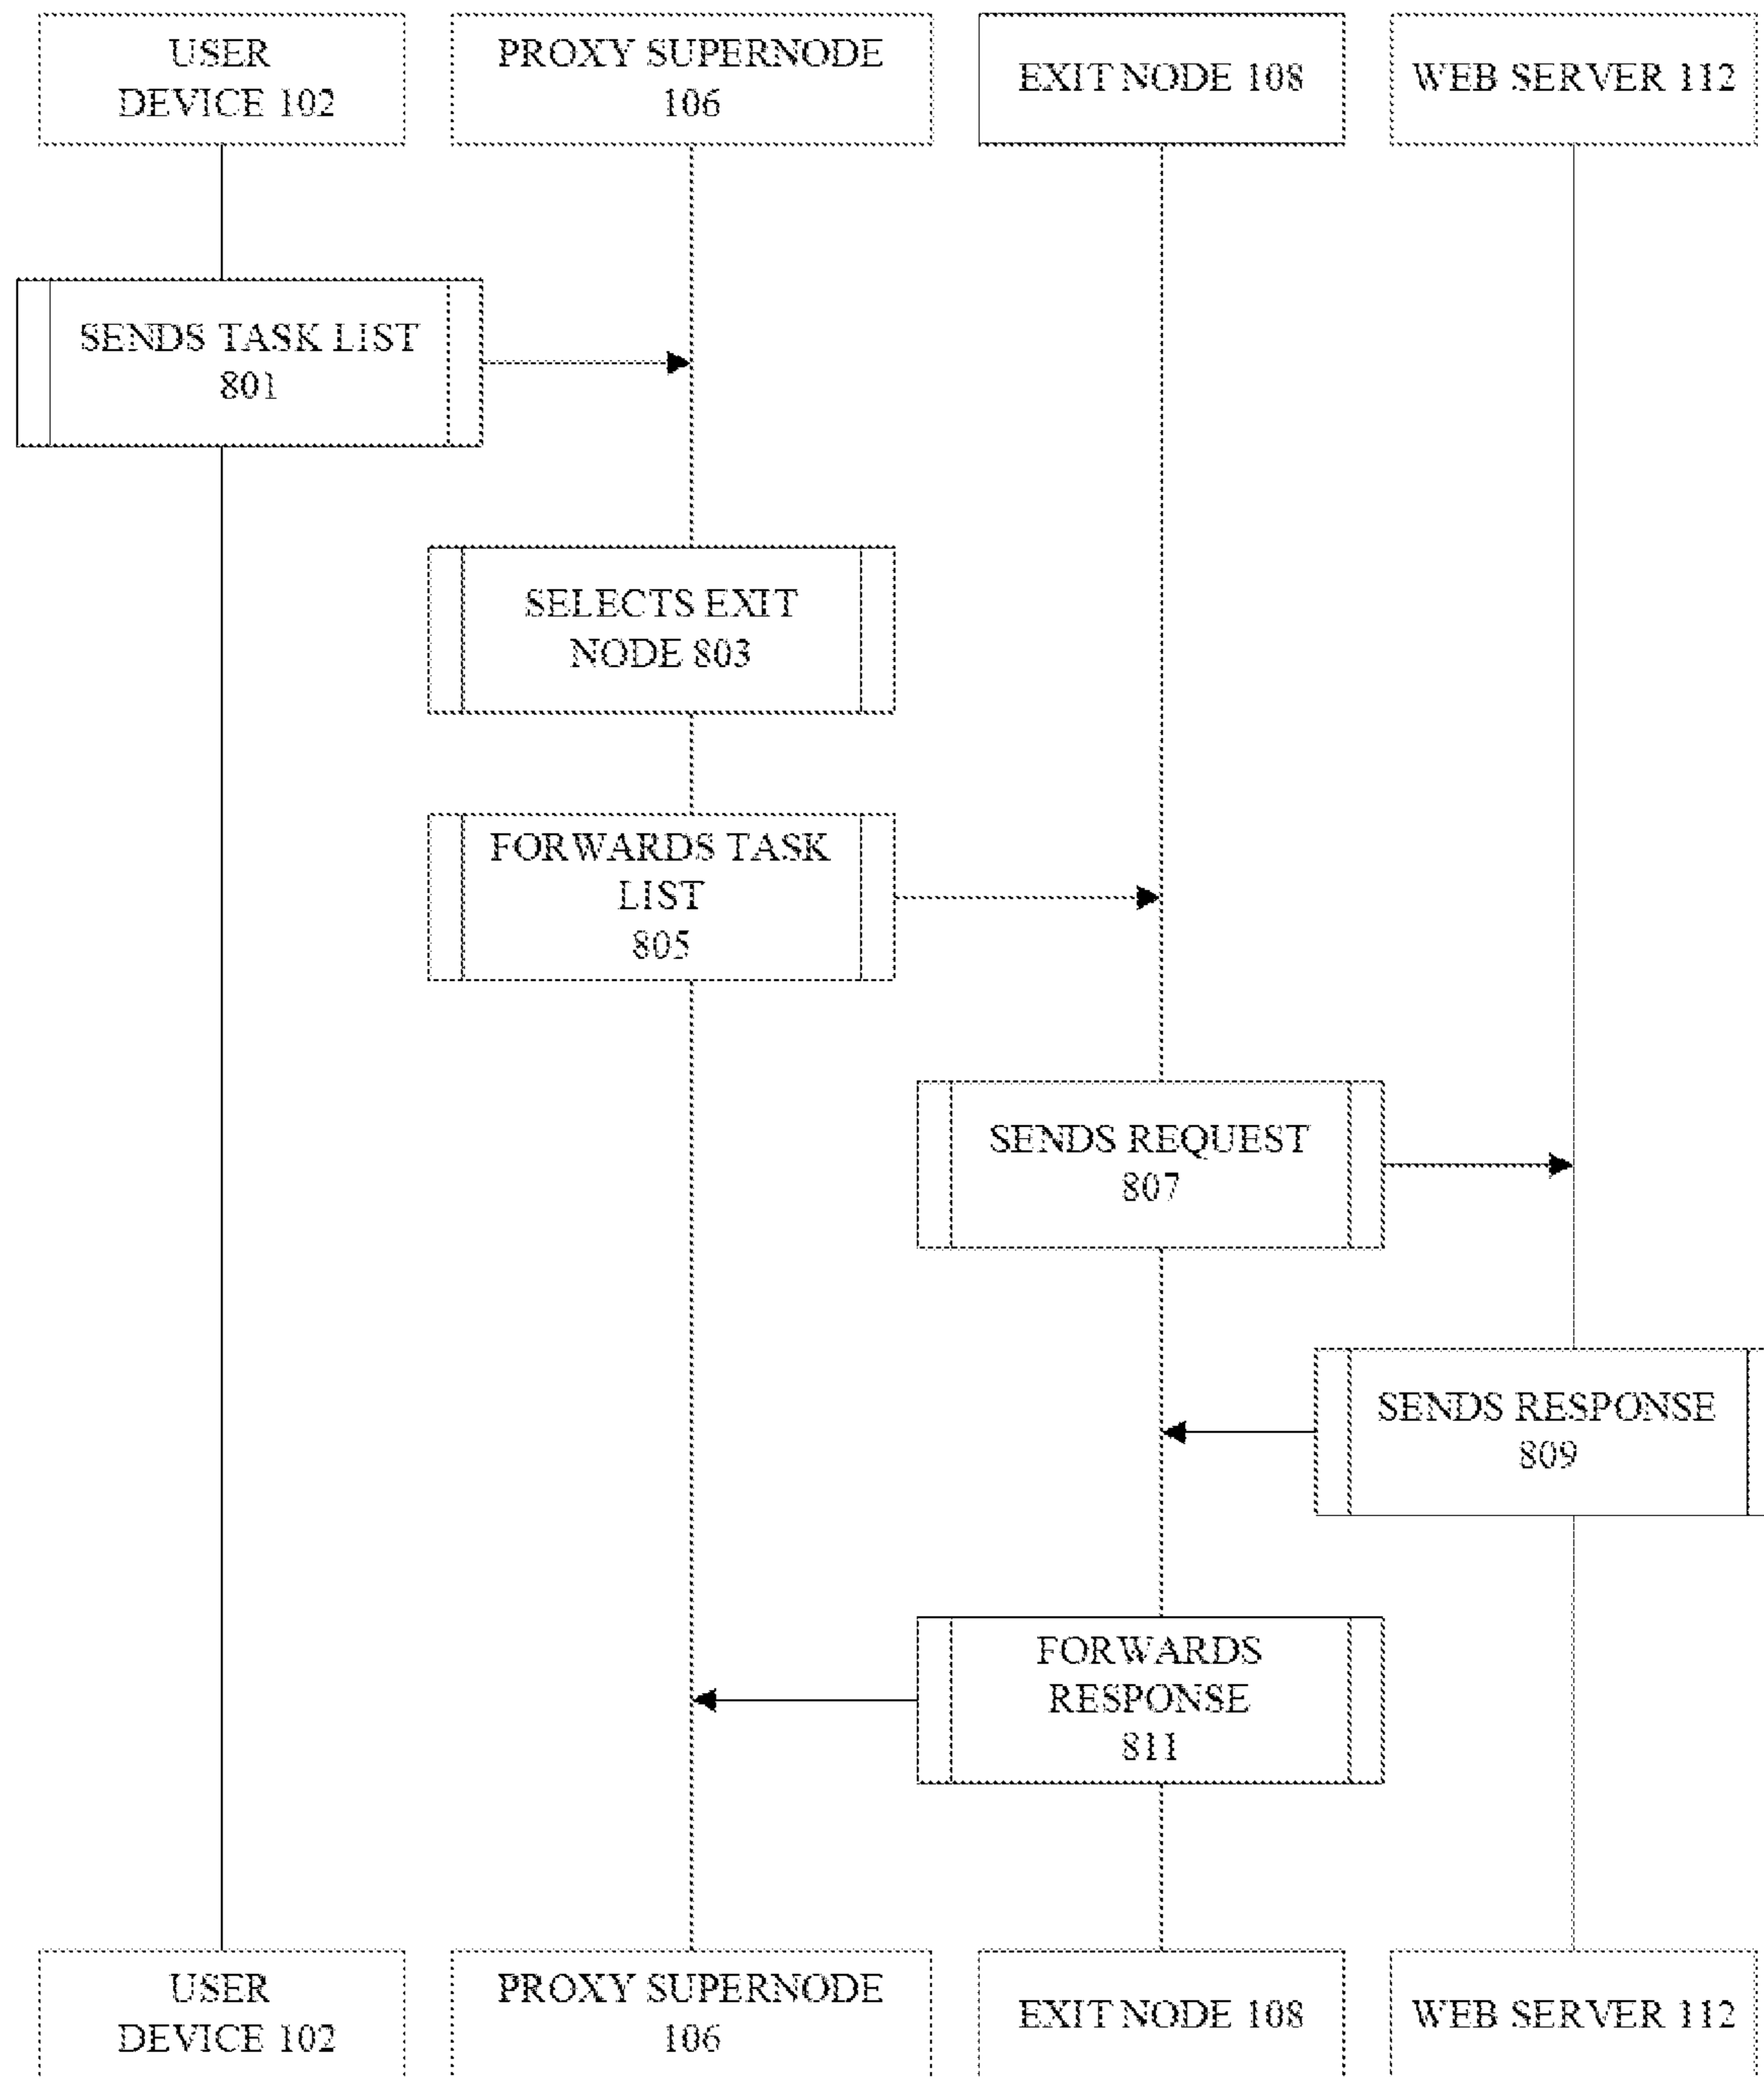 USER
DEVICE 102
PROXY SUPERNODE
106
EXIT NODE 108
WEB SERVER 112
SENDS TASK LIST
801
SELECTS EXIT
NODE 803
FORWARDS TASK
LIST
805
SENDS REQUEST
807
SENDS RESPONSE
809
FORWARDS
RESPONSE
811
USER
DEVICE 102
PROXY SUPERNODE
106
EXIT NODE 108
WEB SERVER 112